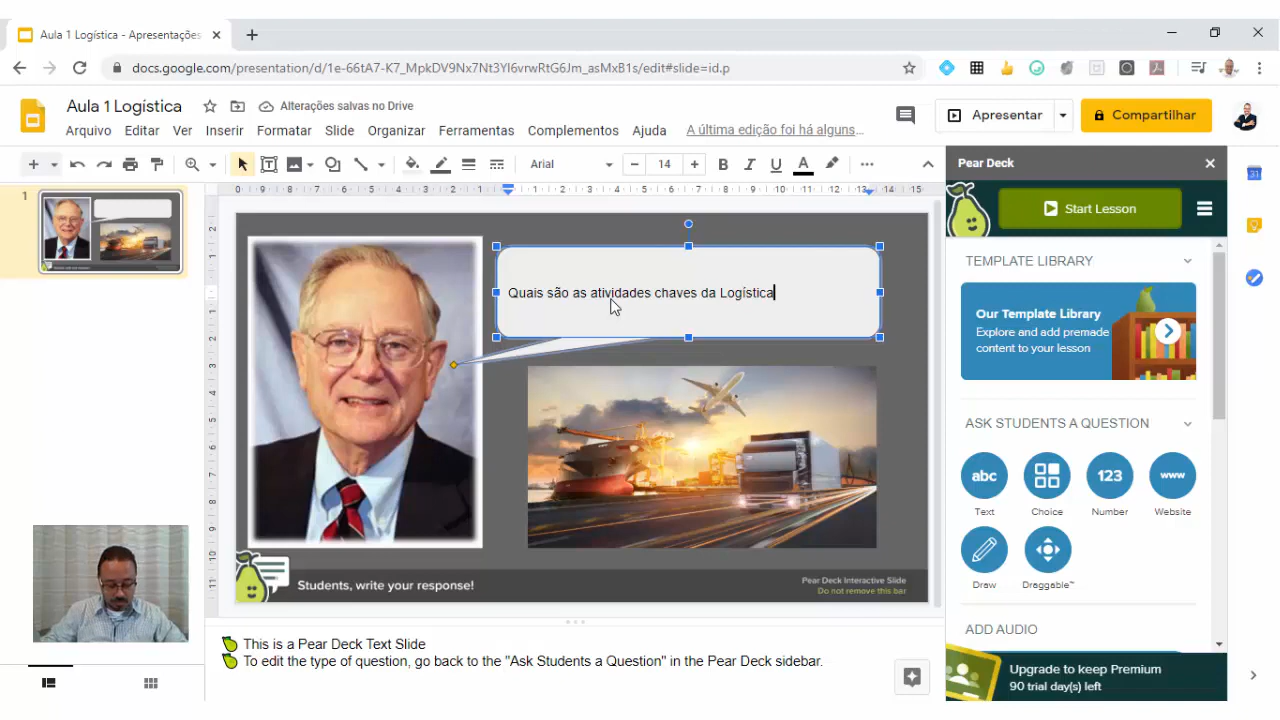 Aula 1 Logística - Apresentações
docs.google.com/presentation/d/1e-66tA7-K7_MpkDV9Nx7Nt3Yl6vrwRtG6Jm_asMxB1s/edit#slide=id.p
Aula 1 Logística
Alterações salvas no Drive
Arquivo Editar Ver Inserir Formatar Slide Organizar Ferramentas Complementos Ajuda A última edição foi há alguns…
Apresentar
Compartilhar
Arial 14 B I U A
Pear Deck
Start Lesson
1
Quais são as atividades chaves da Logística
Students, write your response!
Pear Deck Interactive Slide
Do not remove this bar
This is a Pear Deck Text Slide
To edit the type of question, go back to the "Ask Students a Question" in the Pear Deck sidebar.
TEMPLATE LIBRARY
Our Template Library
Explore and add premade
content to your lesson
ASK STUDENTS A QUESTION
abc 123 www
Text Choice Number Website
Draw Draggable™
ADD AUDIO
Upgrade to keep Premium
90 trial day(s) left
31